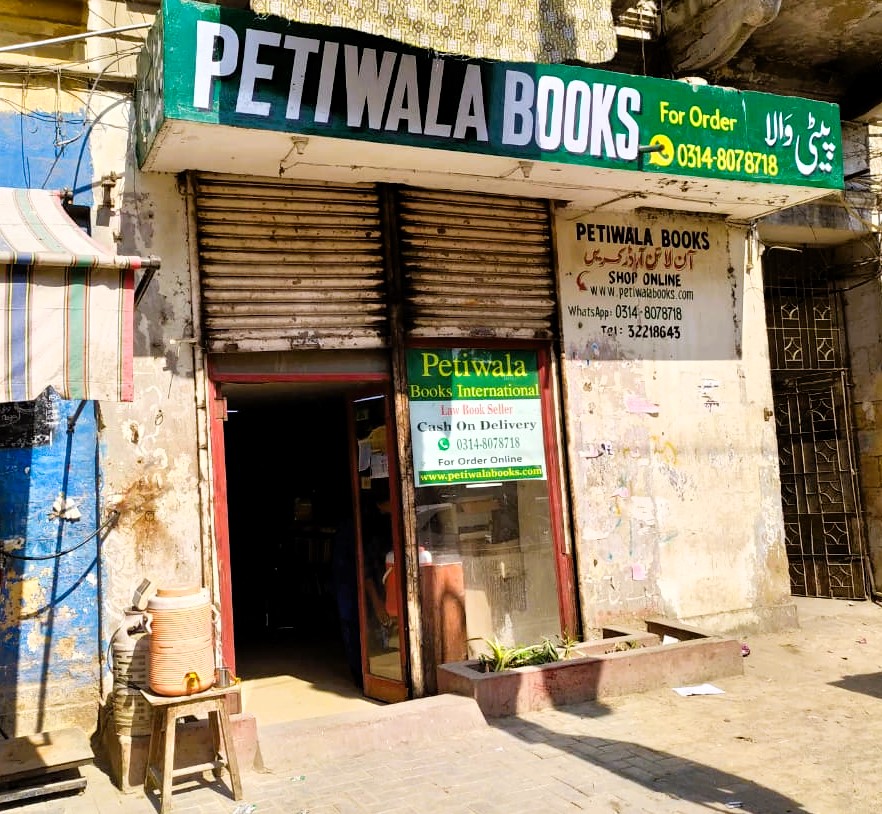 PETIWALA BOOKS
For Order
0314-8078718
پیٹی والا
PETIWALA BOOKS
آن لائن آرڈر کریں
SHOP ONLINE
www.petiwalabooks.com
WhatsApp: 0314-8078718
Tel: 32218643
Petiwala
Books International
Law Book Seller
Cash On Delivery
0314-8078718
For Order Online
www.petiwalabooks.com